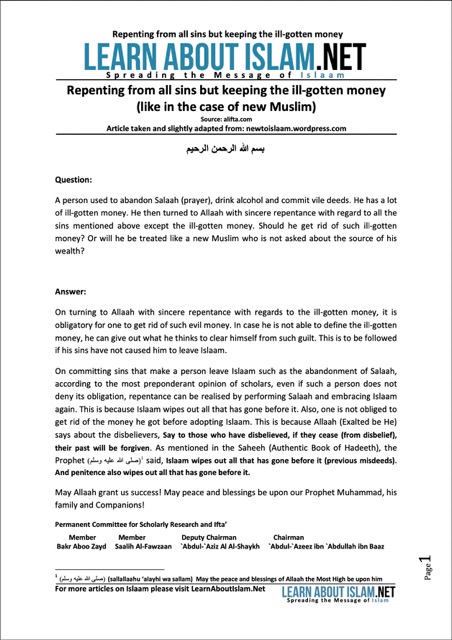 Repenting from all sins but keeping the ill-gotten money
LEARN ABOUT ISLAM.NET
Spreading the Message of Islaam
Repenting from all sins but keeping the ill-gotten money
(like in the case of new Muslim)
Source: alifta.com
Article taken and slightly adapted from: newtoislaam.wordpress.com
بسم الله الرحمن الرحيم
Question:
A person used to abandon Salaah (prayer), drink alcohol and commit vile deeds. He has a lot
of ill-gotten money. He then turned to Allaah with sincere repentance with regard to all the
sins mentioned above except the ill-gotten money. Should he get rid of such ill-gotten
money? Or will he be treated like a new Muslim who is not asked about the source of his
wealth?
Answer:
On turning to Allaah with sincere repentance with regards to the ill-gotten money, it is
obligatory for one to get rid of such evil money. In case he is not able to define the ill-gotten
money, he can give out what he thinks to clear himself from such guilt. This is to be followed
if his sins have not caused him to leave Islaam.
On committing sins that make a person leave Islaam such as the abandonment of Salaah,
according to the most preponderant opinion of scholars, even if such a person does not
deny its obligation, repentance can be realised by performing Salaah and embracing Islaam
again. This is because Islaam wipes out all that has gone before it. Also, one is not obliged to
get rid of the money he got before adopting Islaam. This is because Allaah (Exalted be He)
says about the disbelievers, Say to those who have disbelieved, if they cease (from disbelief),
their past will be forgiven. As mentioned in the Saheeh (Authentic Book of Hadeeth), the
Prophet (صلى الله عليه وسلم)1 said, Islaam wipes out all that has gone before it (previous misdeeds).
And penitence also wipes out all that has gone before it.
May Allaah grant us success! May peace and blessings be upon our Prophet Muhammad, his
family and Companions!
Permanent Committee for Scholarly Research and Ifta'
Member Member Deputy Chairman Chairman
Bakr Aboo Zayd Saalih Al-Fawzaan `Abdul-`Aziz Al Al-Shaykh `Abdul-`Azeez ibn `Abdullah ibn Baaz
Page 1
1 (صلى الله عليه وسلم) (sallallaahu 'alayhi wa sallam) May the peace and blessings of Allaah the Most High be upon him
For more articles on Islaam please visit LearnAboutIslam.Net
LEARN ABOUT ISLAM.NET
Spreading the Message of Islam